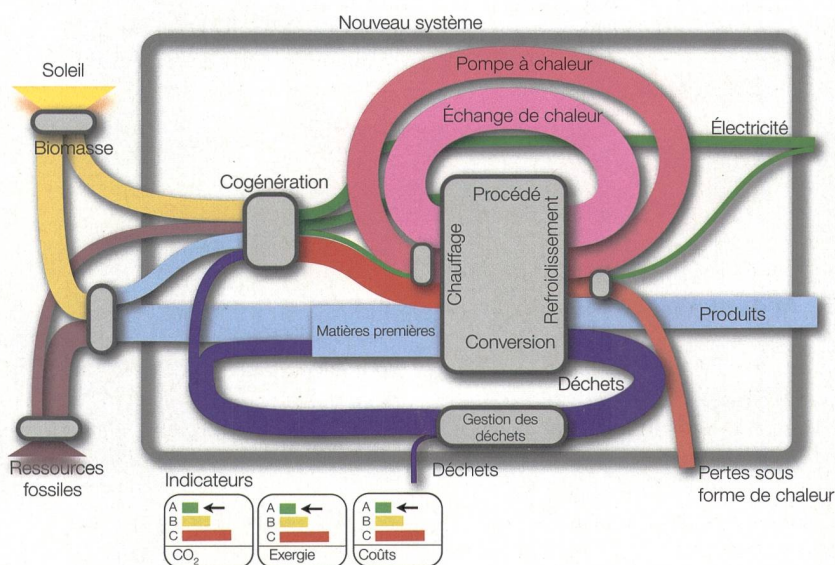 Nouveau système
Soleil
Pompe à chaleur
Échange de chaleur
Électricité
Biomasse
Cogénération
Procédé
Chauffage
Refroidissement
Produits
Matières premières
Conversion
Déchets
Gestion des
déchets
Ressources
fossiles
Déchets
Pertes sous
forme de chaleur
Indicateurs
A
B
C
CO₂
A
B
C
Exergie
A
B
C
Coûts